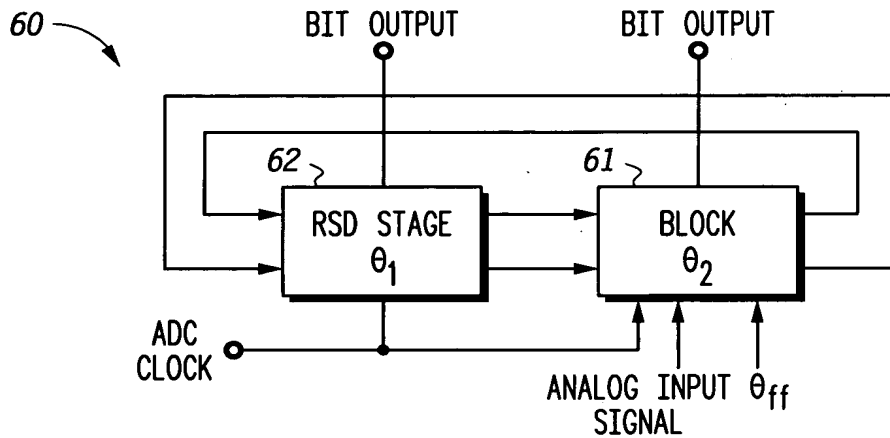 60
BIT OUTPUT
BIT OUTPUT
62
61
RSD STAGE
θ1
BLOCK
θ2
ADC
CLOCK
ANALOG INPUT
SIGNAL
θff